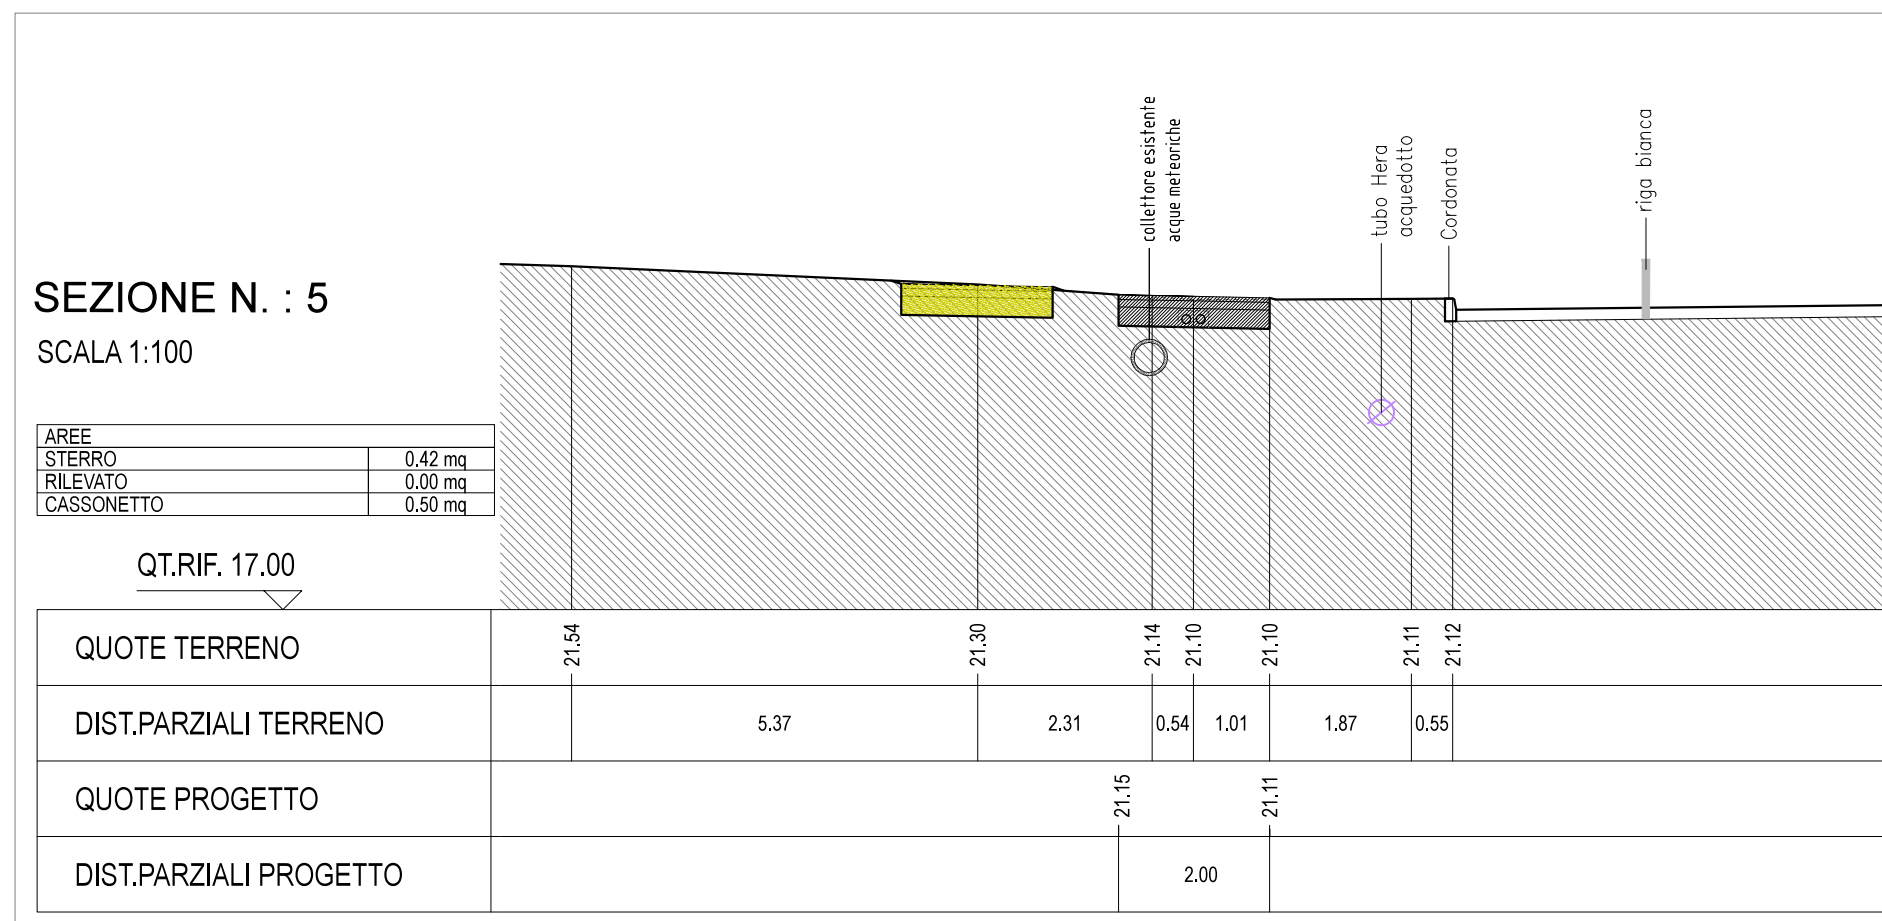 collettore esistente
acque meteoriche
tubo Hera
acquedotto
Cordonata
riga bianca
SEZIONE N. : 5
SCALA 1:100
AREE
STERRO 0.42 mq
RILEVATO 0.00 mq
CASSONETTO 0.50 mq
QT.RIF. 17.00
QUOTE TERRENO 21.54 21.30 21.14 21.10 21.10 21.11 21.12
DIST.PARZIALI TERRENO 5.37 2.31 0.54 1.01 1.87 0.55
QUOTE PROGETTO 21.15 21.11
DIST.PARZIALI PROGETTO 2.00